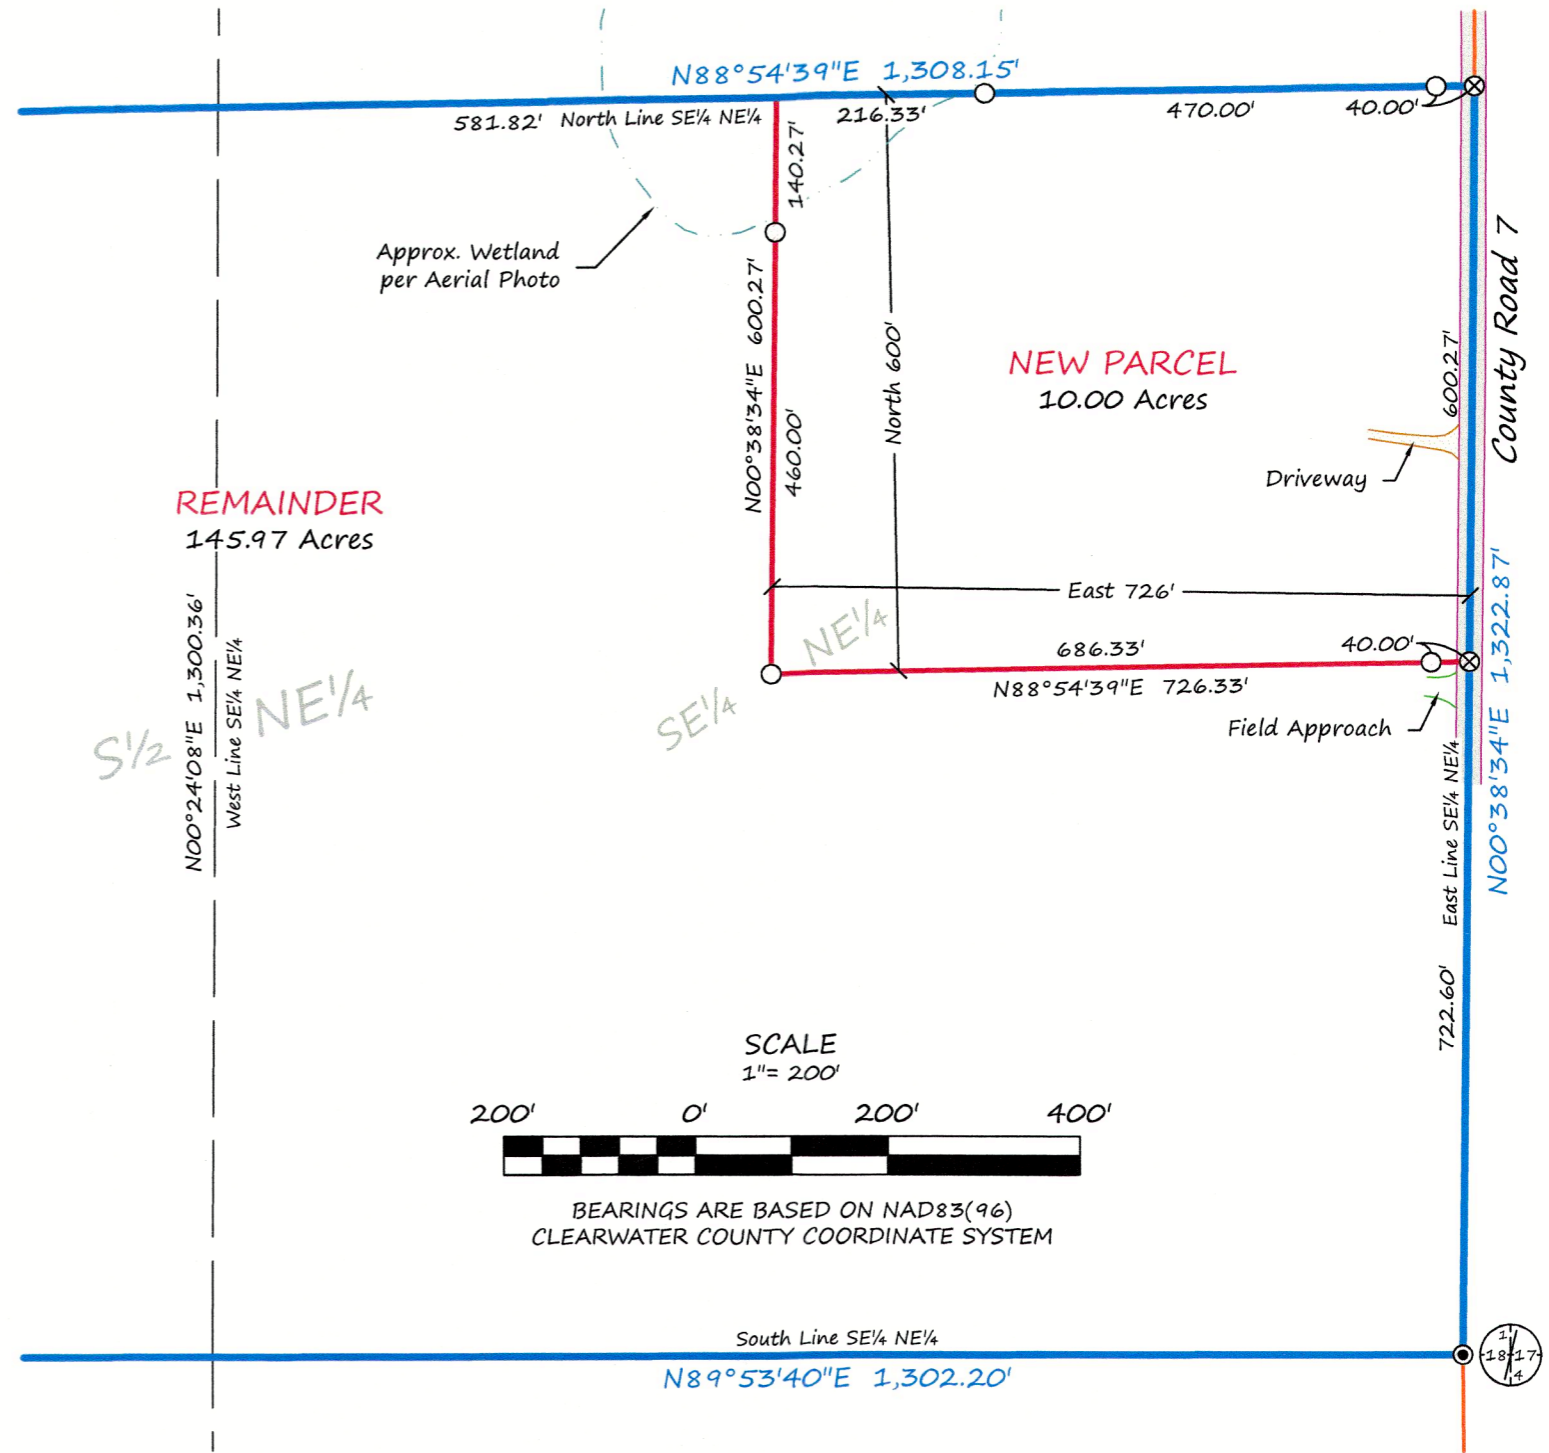 N88°54'39"E 1,308.15'
581.82' North Line SE¼ NE¼
216.33'
470.00'
40.00'
140.27'
Approx. Wetland
per Aerial Photo
N00°38'34"E 600.27'
460.00'
North 600'
NEW PARCEL
10.00 Acres
600.27'
County Road 7
Driveway
REMAINDER
145.97 Acres
East 726'
686.33'
40.00'
N88°54'39"E 726.33'
Field Approach
N00°24'08"E 1,300.36'
West Line SE¼ NE¼
S½ NE¼
SE¼ NE¼
East Line SE¼ NE¼
N00°38'34"E 1,322.87'
722.60'
SCALE
1"= 200'
200' 0' 200' 400'
BEARINGS ARE BASED ON NAD83(96)
CLEARWATER COUNTY COORDINATE SYSTEM
South Line SE¼ NE¼
N89°53'40"E 1,302.20'
1
18 17
4